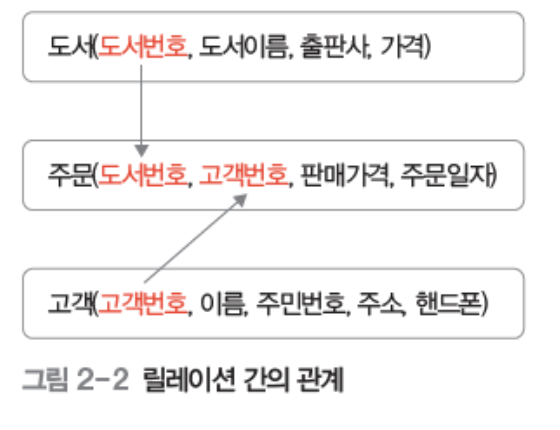 도서(도서번호, 도서이름, 출판사, 가격)
주문(도서번호, 고객번호, 판매가격, 주문일자)
고객(고객번호, 이름, 주민번호, 주소, 핸드폰)
그림 2-2 릴레이션 간의 관계